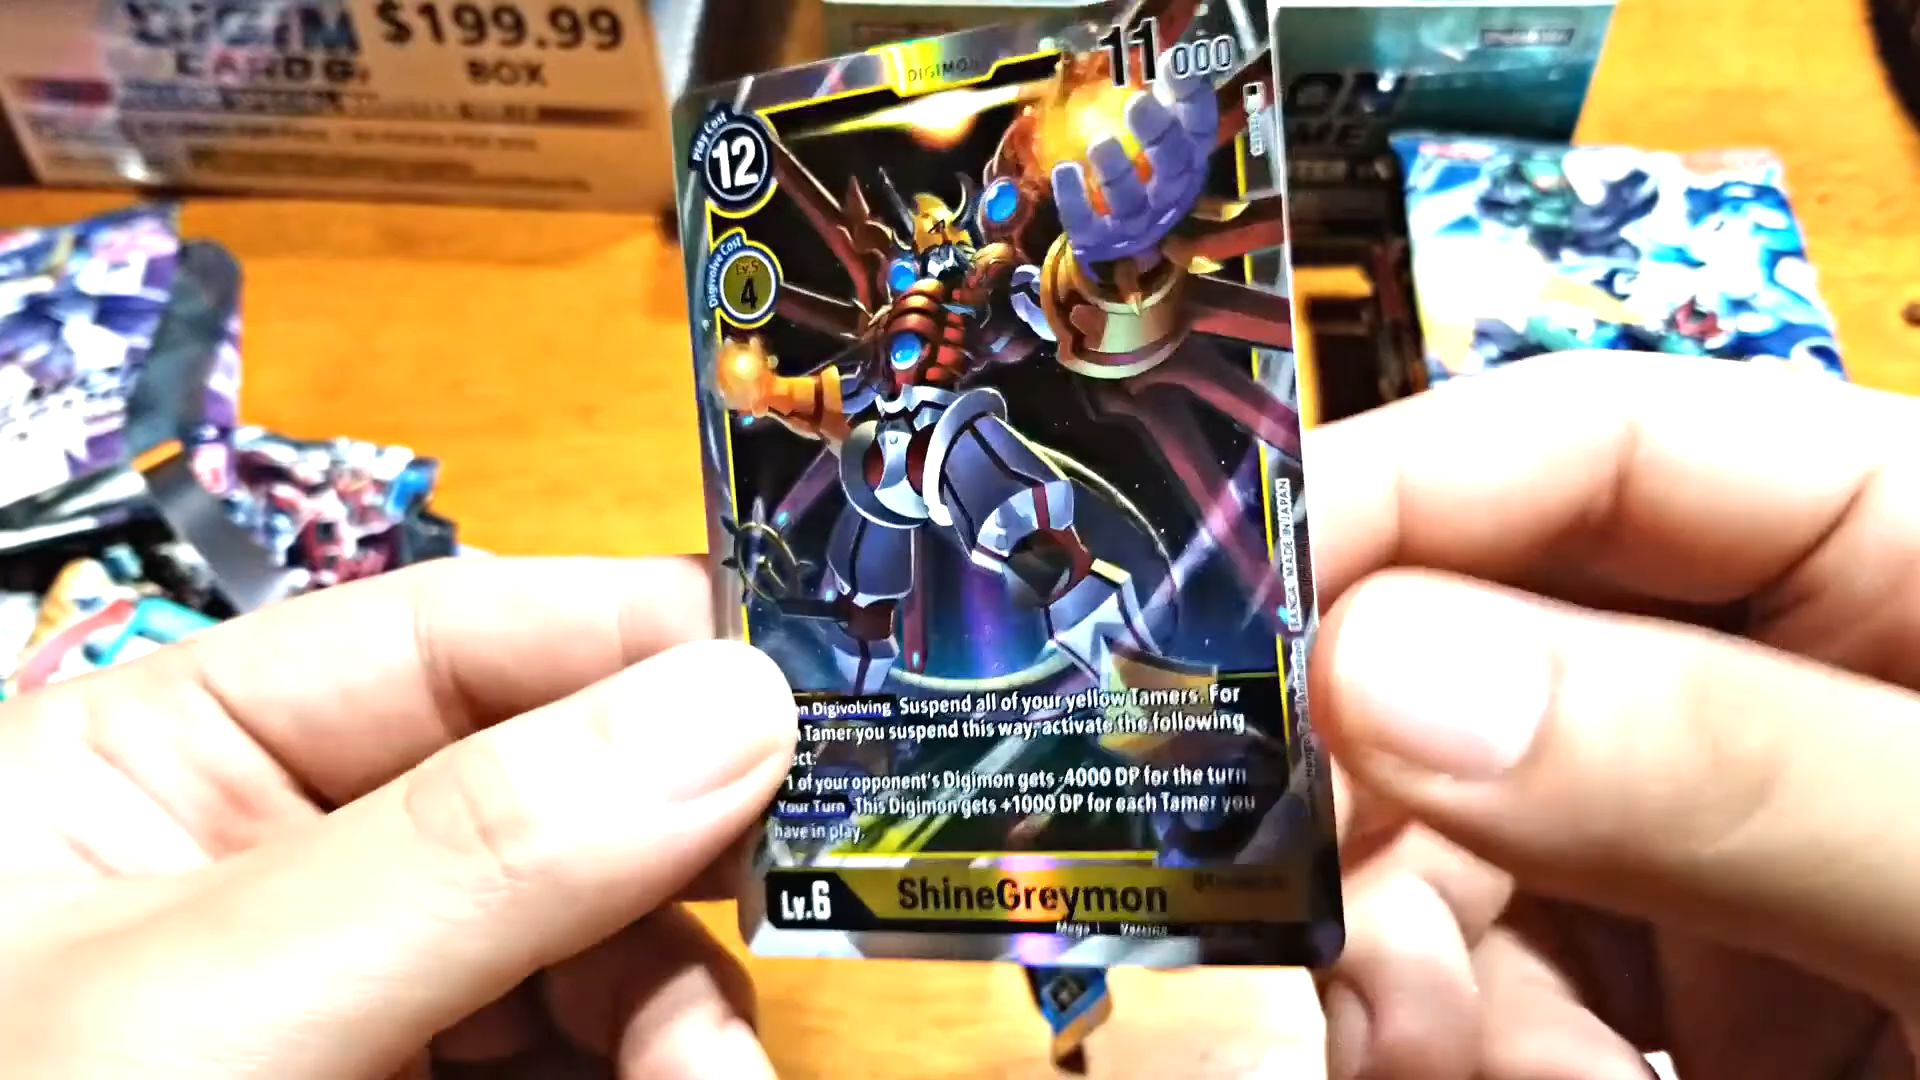 $199.99
BOX
DIGIMON
11000
Play Cost
12
Digivolve Cost
Lv.5
4
n Digivolving Suspend all of your yellow Tamers. For
Tamer you suspend this way, activate the following
ect:
1 of your opponent's Digimon gets -4000 DP for the turn
Your Turn This Digimon gets +1000 DP for each Tamer you
have in play.
BANDAI MADE IN JAPAN
Lv.6
ShineGreymon
Mega